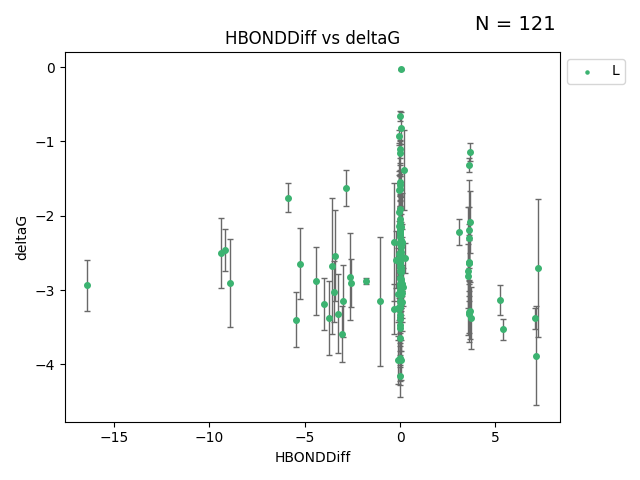 N = 121
HBONDDiff vs deltaG
L
deltaG
0
−1
−2
−3
−4
−15
−10
−5
0
5
HBONDDiff